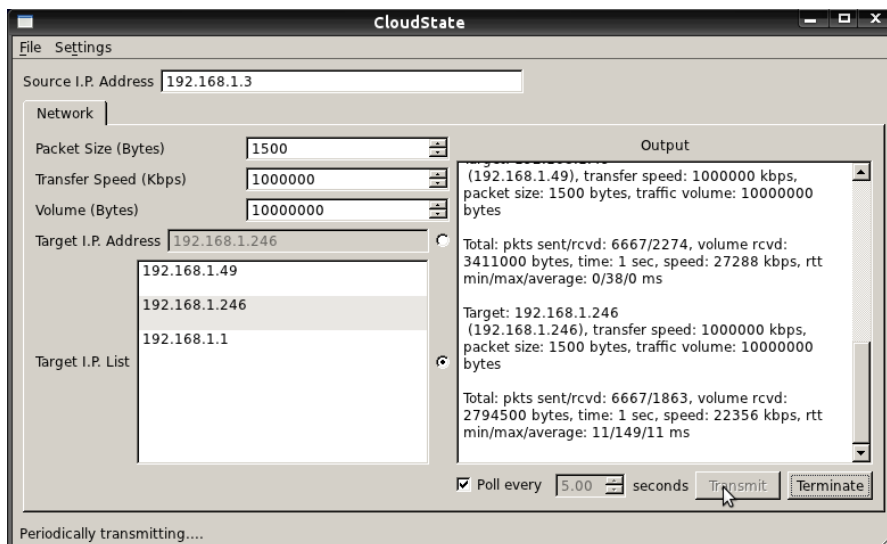 CloudState
File Settings
Source I.P. Address 192.168.1.3
Network
Packet Size (Bytes) 1500
Transfer Speed (Kbps) 1000000
Volume (Bytes) 10000000
Target I.P. Address 192.168.1.246
Target I.P. List
192.168.1.49
192.168.1.246
192.168.1.1
Output
(192.168.1.49), transfer speed: 1000000 kbps,
packet size: 1500 bytes, traffic volume: 10000000
bytes
Total: pkts sent/rcvd: 6667/2274, volume rcvd:
3411000 bytes, time: 1 sec, speed: 27288 kbps, rtt
min/max/average: 0/38/0 ms
Target: 192.168.1.246
(192.168.1.246), transfer speed: 1000000 kbps,
packet size: 1500 bytes, traffic volume: 10000000
bytes
Total: pkts sent/rcvd: 6667/1863, volume rcvd:
2794500 bytes, time: 1 sec, speed: 22356 kbps, rtt
min/max/average: 11/149/11 ms
Poll every 5.00 seconds Transmit Terminate
Periodically transmitting....